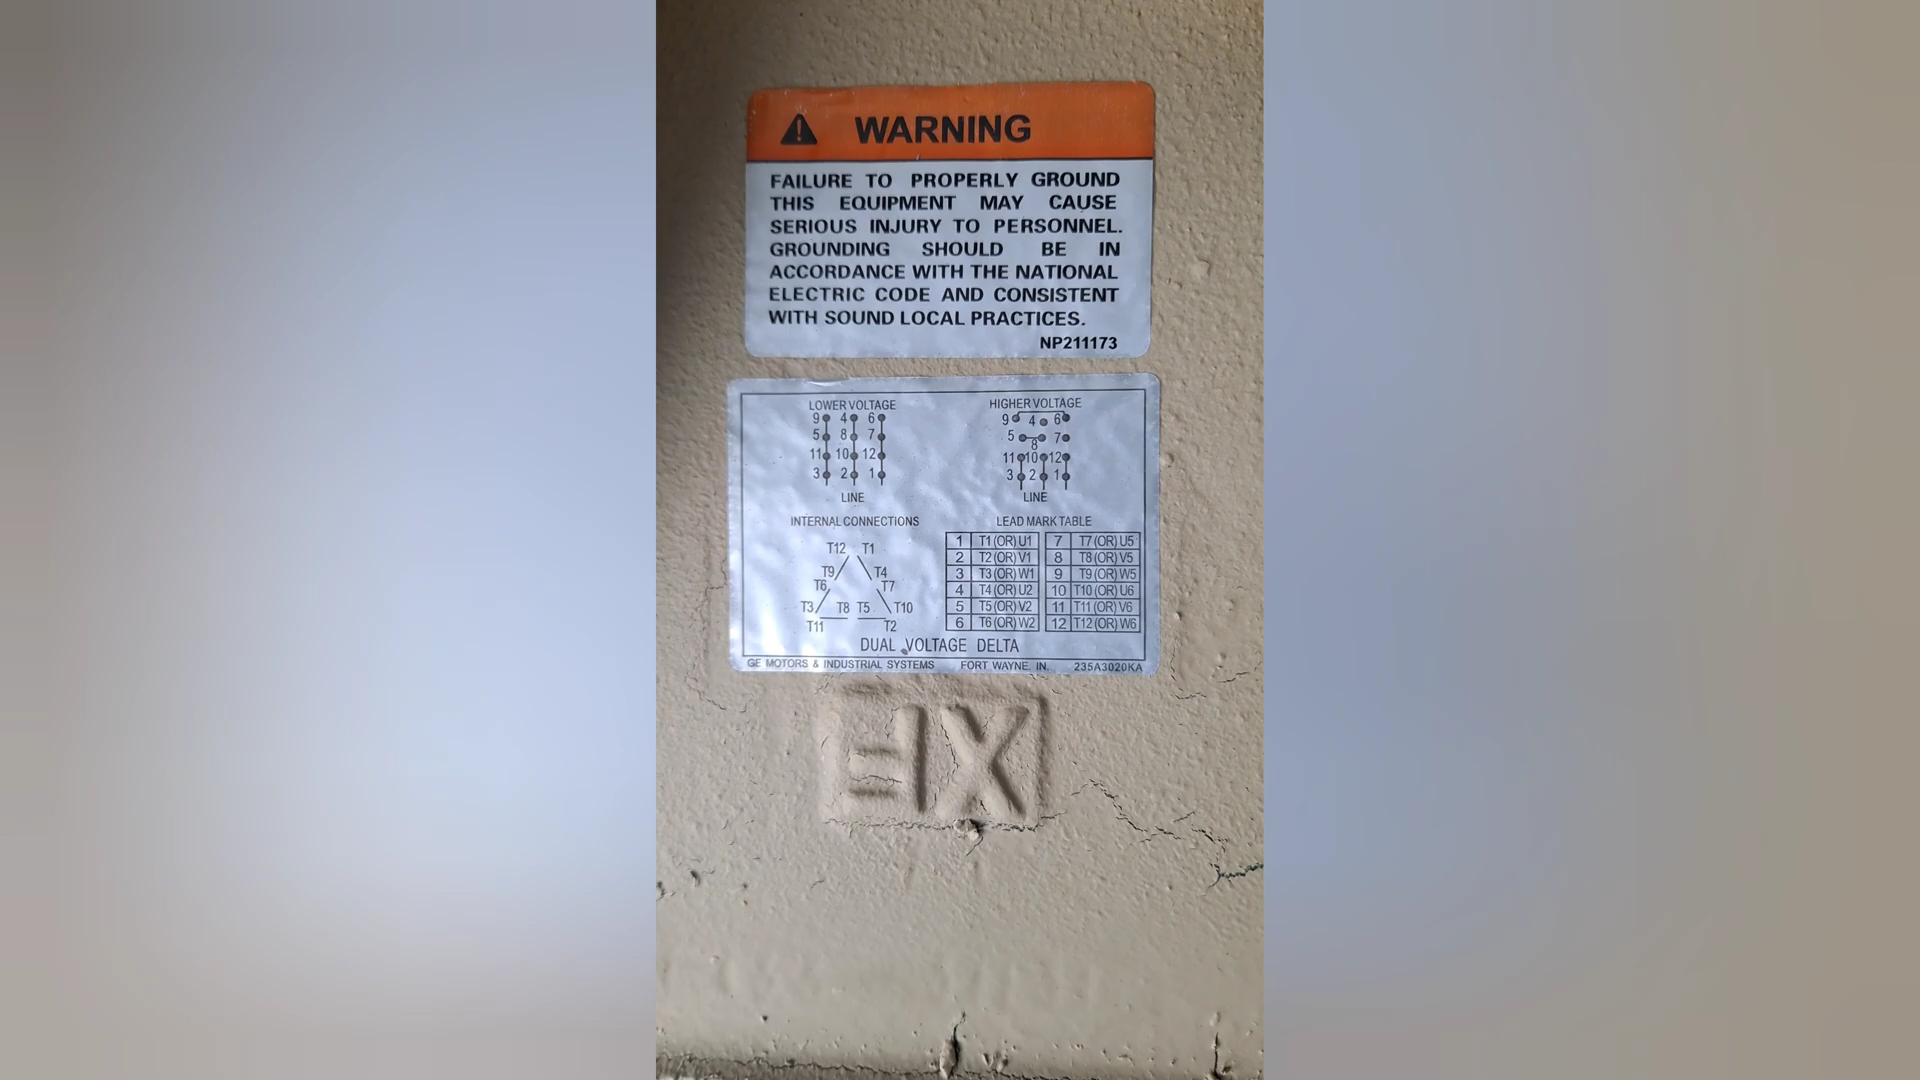 WARNING
FAILURE TO PROPERLY GROUND
THIS EQUIPMENT MAY CAUSE
SERIOUS INJURY TO PERSONNEL.
GROUNDING SHOULD BE IN
ACCORDANCE WITH THE NATIONAL
ELECTRIC CODE AND CONSISTENT
WITH SOUND LOCAL PRACTICES.
NP211173
LOWER VOLTAGE
9 4 6
5 8 7
11 10 12
3 2 1
LINE
HIGHER VOLTAGE
9 4 6
5 8 7
11 10 12
3 2 1
LINE
INTERNAL CONNECTIONS
T12 T1
T9 T4
T6 T7
T3 T8 T5 T10
T11 T2
LEAD MARK TABLE
1 T1 (OR) U1 7 T7 (OR) U5
2 T2 (OR) V1 8 T8 (OR) V5
3 T3 (OR) W1 9 T9 (OR) W5
4 T4 (OR) U2 10 T10 (OR) U6
5 T5 (OR) V2 11 T11 (OR) V6
6 T6 (OR) W2 12 T12 (OR) W6
DUAL VOLTAGE DELTA
GE MOTORS & INDUSTRIAL SYSTEMS FORT WAYNE. IN. 235A3020KA